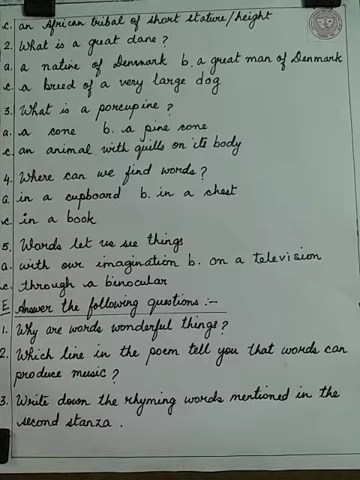 c. an African tribal of short stature/height
2. What is a great dane?
a. a native of Denmark b. a great man of Denmark
c. a breed of a very large dog
3. What is a porcupine?
a. a cone b. a pine cone
c. an animal with quills on its body
4. Where can we find words?
a. in a cupboard b. in a chest
c. in a book
5. Words let us see things
a. with our imagination b. on a television
c. through a binocular
E Answer the following questions :-
1. Why are words wonderful things?
2. Which line in the poem tell you that words can
produce music?
3. Write down the rhyming words mentioned in the
second stanza.